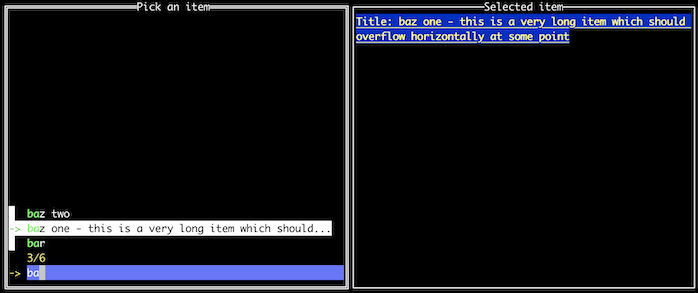 Pick an item
baz two
-> baz one - this is a very long item which should...
bar
3/6
-> ba
Selected item
Title: baz one - this is a very long item which should
overflow horizontally at some point